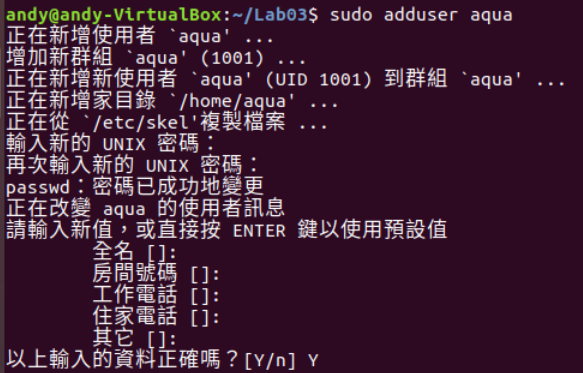 andy@andy-VirtualBox:~/Lab03$ sudo adduser aqua
正在新增使用者 `aqua' ...
增加新群組 `aqua' (1001) ...
正在新增新使用者 `aqua' (UID 1001) 到群組 `aqua' ...
正在新增家目錄 `/home/aqua' ...
正在從 `/etc/skel'複製檔案 ...
輸入新的 UNIX 密碼：
再次輸入新的 UNIX 密碼：
passwd：密碼已成功地變更
正在改變 aqua 的使用者訊息
請輸入新值，或直接按 ENTER 鍵以使用預設值
全名 []:
房間號碼 []:
工作電話 []:
住家電話 []:
其它 []:
以上輸入的資料正確嗎？[Y/n] Y